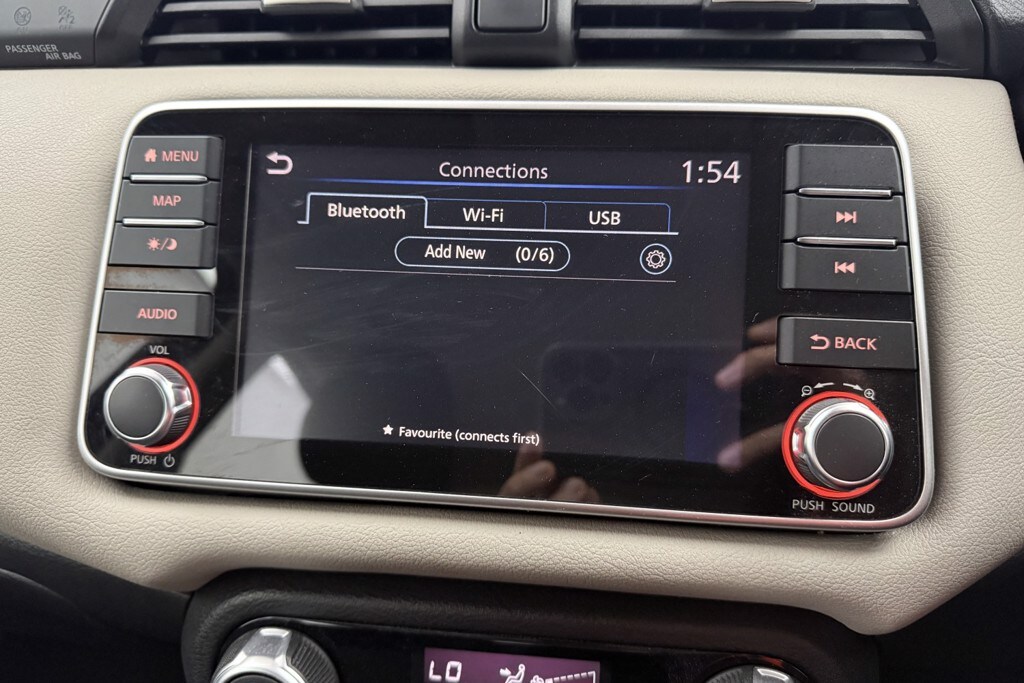 PASSENGER
AIR BAG
MENU
MAP
AUDIO
VOL
PUSH
Connections
1:54
Bluetooth
Wi-Fi
USB
Add New (0/6)
Favourite (connects first)
BACK
PUSH SOUND
LO